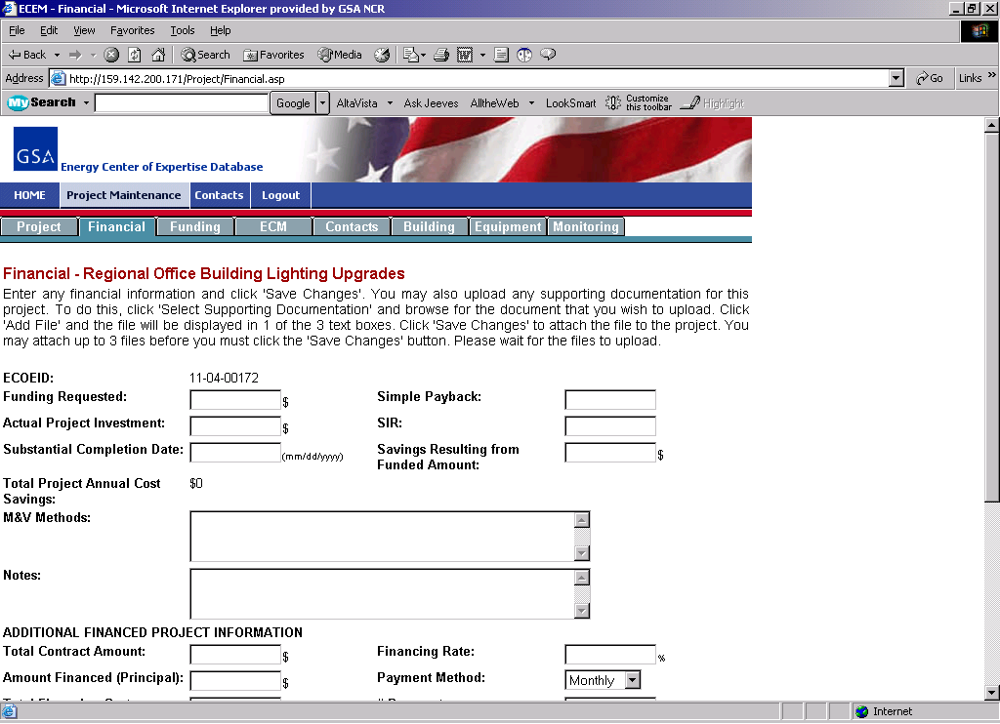 ECEM - Financial - Microsoft Internet Explorer provided by GSA NCR
File Edit View Favorites Tools Help
Back Search Favorites Media
Address http://159.142.200.171/Project/Financial.asp Go Links »
My Search Google AltaVista Ask Jeeves AlltheWeb LookSmart Customize this toolbar Highlight
GSA Energy Center of Expertise Database
HOME Project Maintenance Contacts Logout
Project Financial Funding ECM Contacts Building Equipment Monitoring
Financial - Regional Office Building Lighting Upgrades
Enter any financial information and click 'Save Changes'. You may also upload any supporting documentation for this
project. To do this, click 'Select Supporting Documentation' and browse for the document that you wish to upload. Click
'Add File' and the file will be displayed in 1 of the 3 text boxes. Click 'Save Changes' to attach the file to the project. You
may attach up to 3 files before you must click the 'Save Changes' button. Please wait for the files to upload.
ECOEID: 11-04-00172
Funding Requested: $ Simple Payback:
Actual Project Investment: $ SIR:
Substantial Completion Date: (mm/dd/yyyy) Savings Resulting from
Funded Amount: $
Total Project Annual Cost $0
Savings:
M&V Methods:
Notes:
ADDITIONAL FINANCED PROJECT INFORMATION
Total Contract Amount: $ Financing Rate: %
Amount Financed (Principal): $ Payment Method: Monthly
Internet